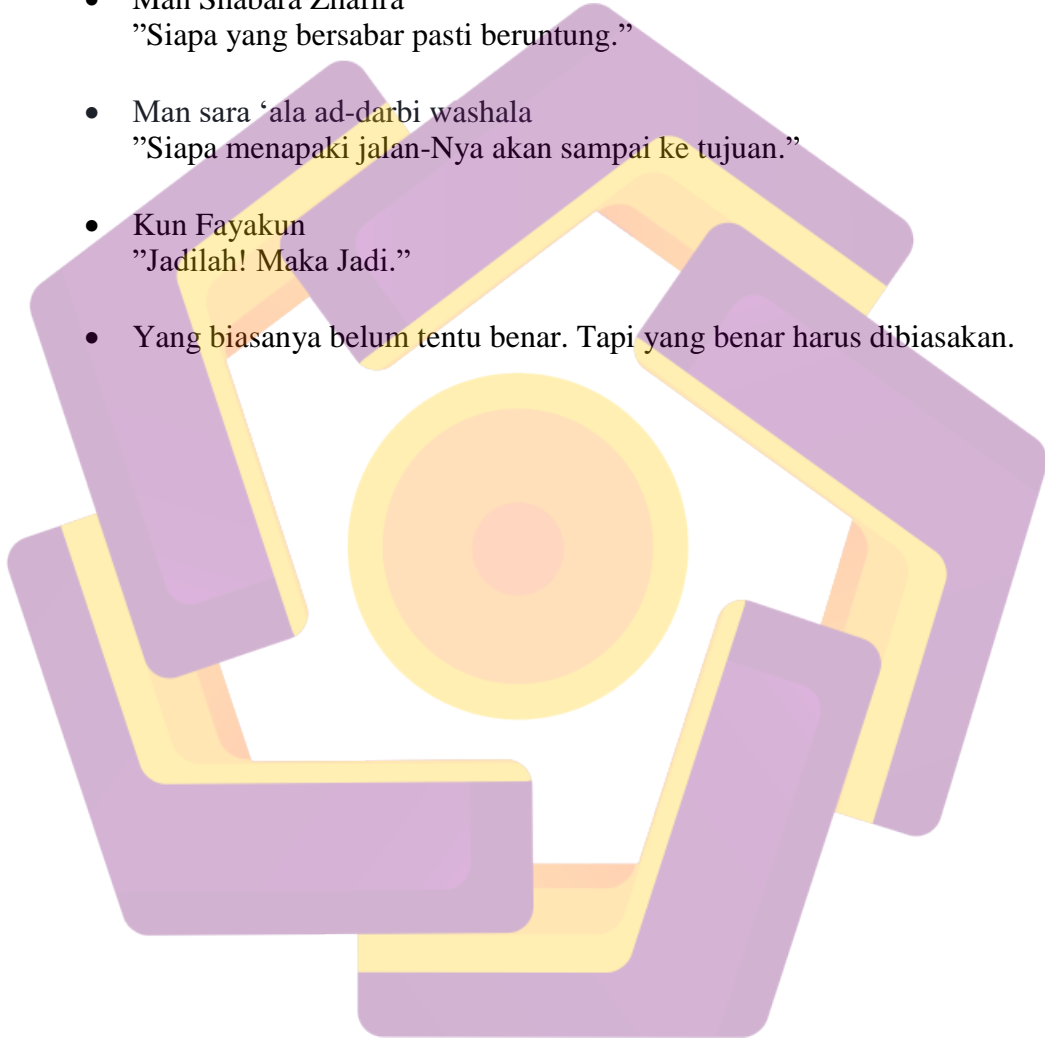 • Man Shabara Zhafira
”Siapa yang bersabar pasti beruntung.”
• Man sara ‘ala ad-darbi washala
”Siapa menapaki jalan-Nya akan sampai ke tujuan.”
• Kun Fayakun
”Jadilah! Maka Jadi.”
• Yang biasanya belum tentu benar. Tapi yang benar harus dibiasakan.